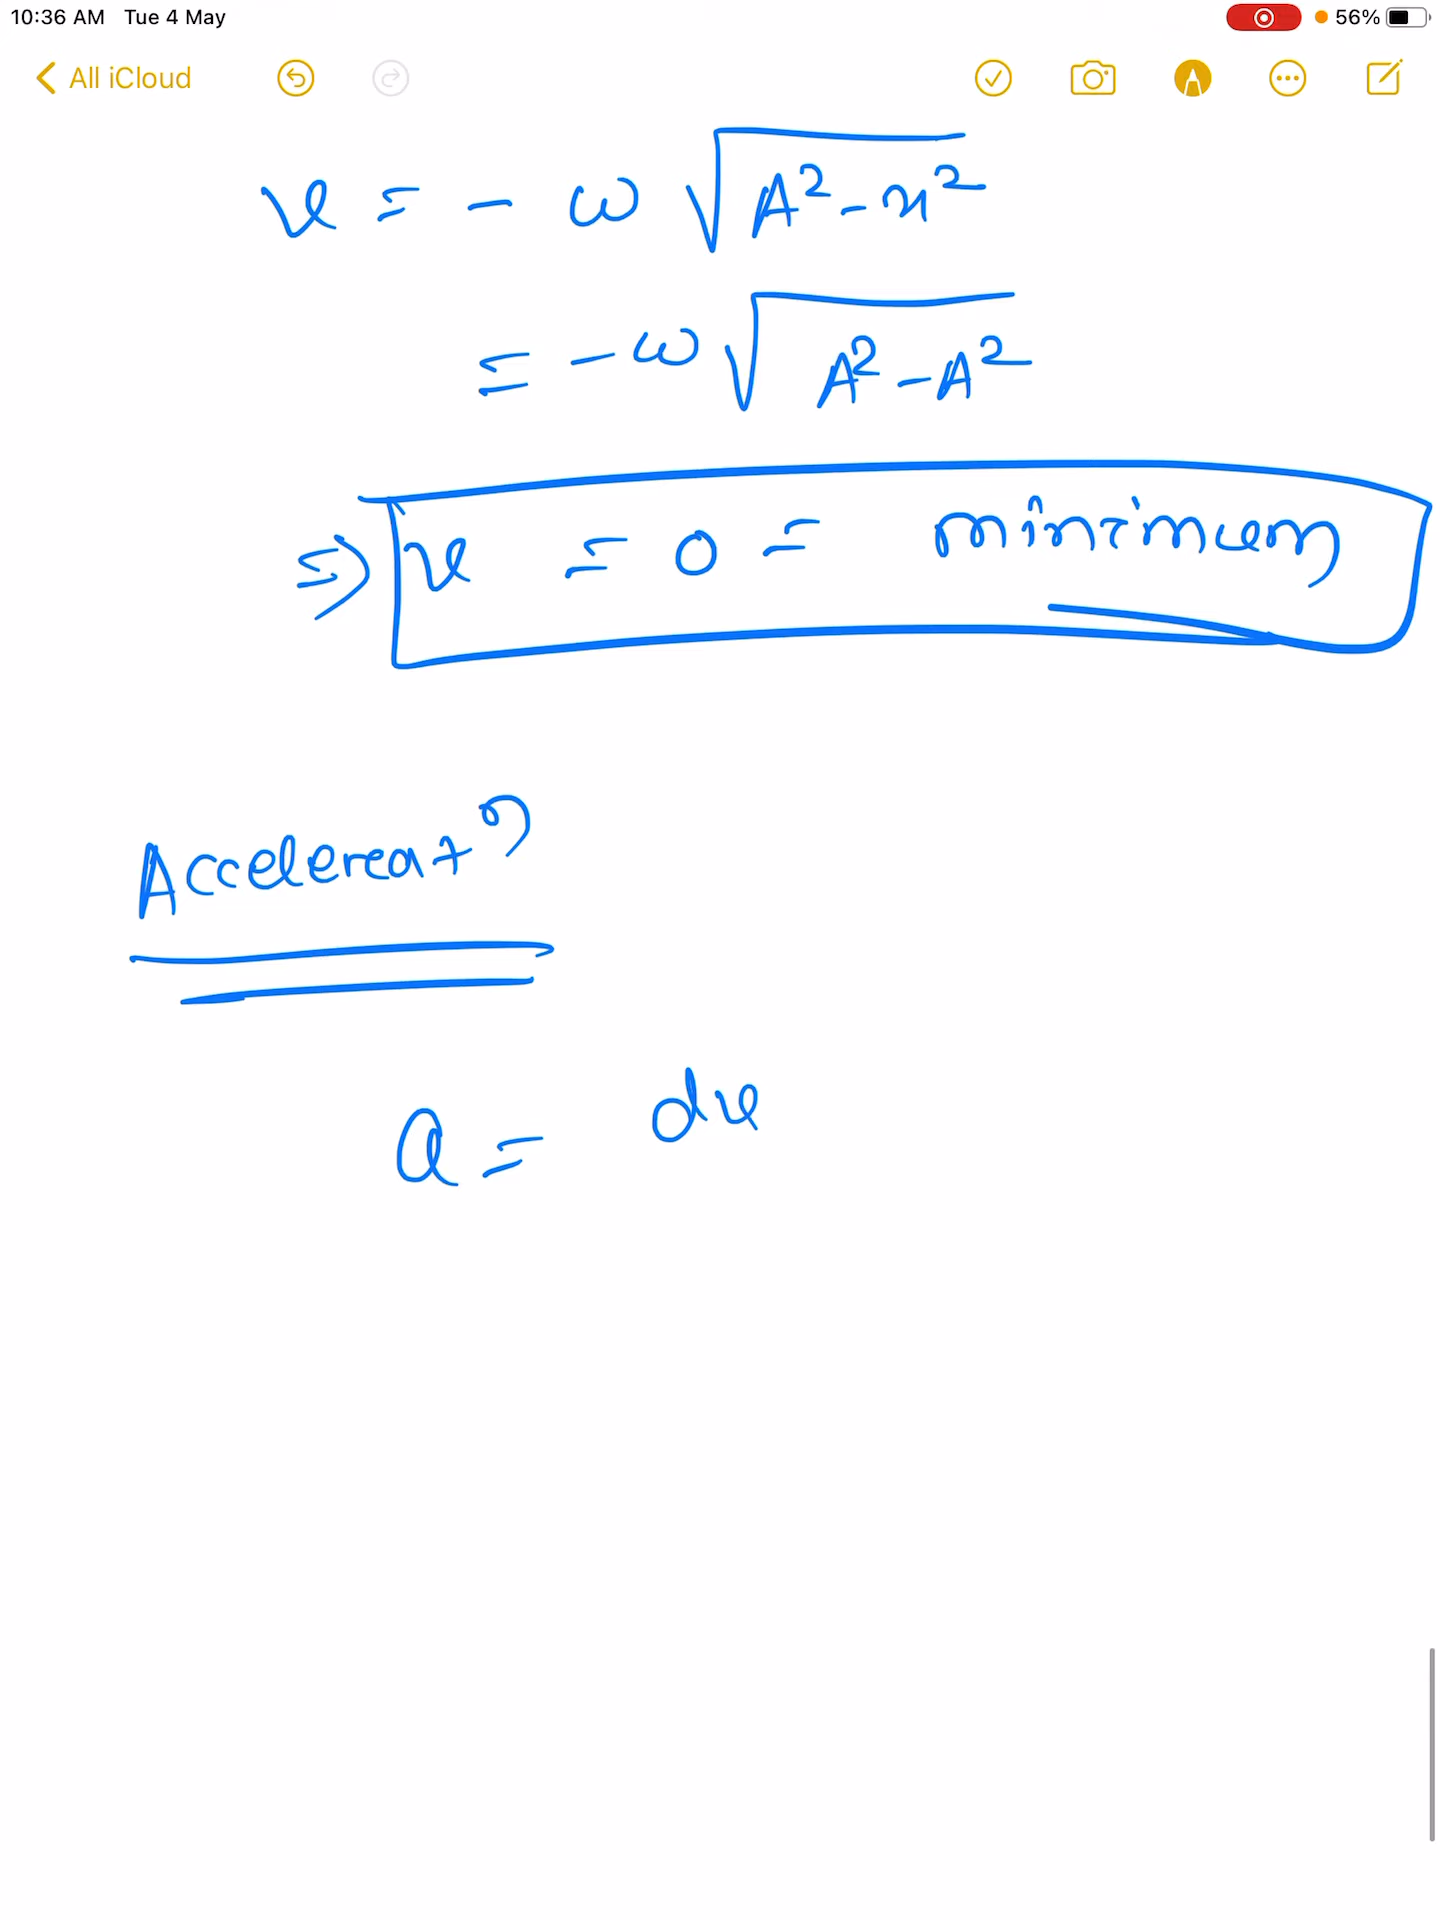 10:36 AM Tue 4 May 56%
All iCloud
v = - ω √A² - x²
= -ω √A² - A²
⇒ v = 0 = minimum
Accelerat
a = dv